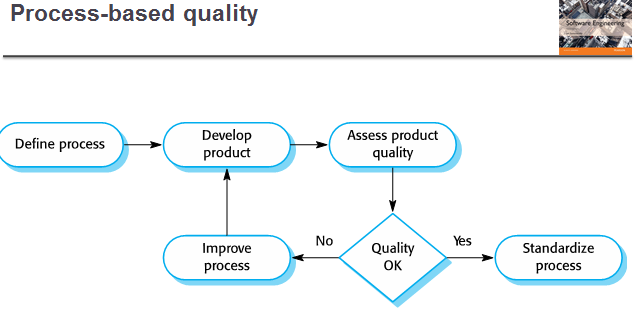 Process-based quality
Software Engineering
Define process
Develop
product
Assess product
quality
Improve
process
No
Quality
OK
Yes
Standardize
process